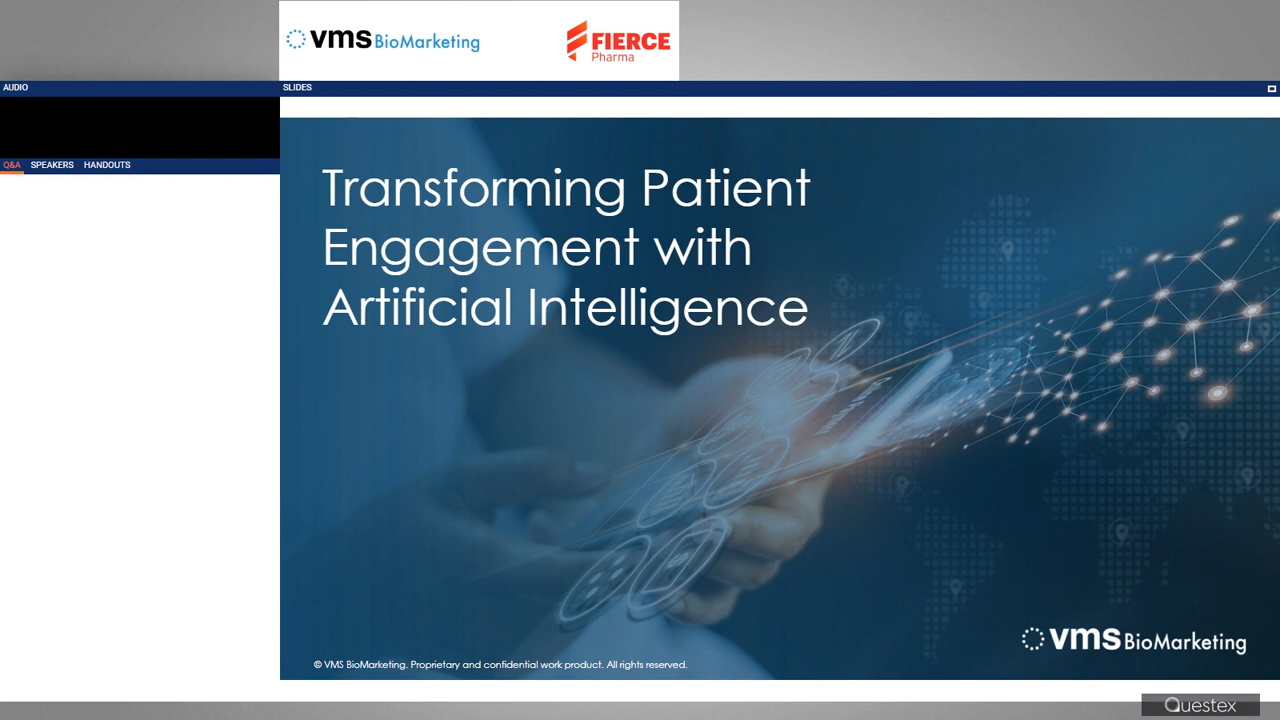 vms BioMarketing
FIERCE
Pharma
AUDIO
SLIDES
Q&A SPEAKERS HANDOUTS
Transforming Patient
Engagement with
Artificial Intelligence
vms BioMarketing
© VMS BioMarketing. Proprietary and confidential work product. All rights reserved.
Questex